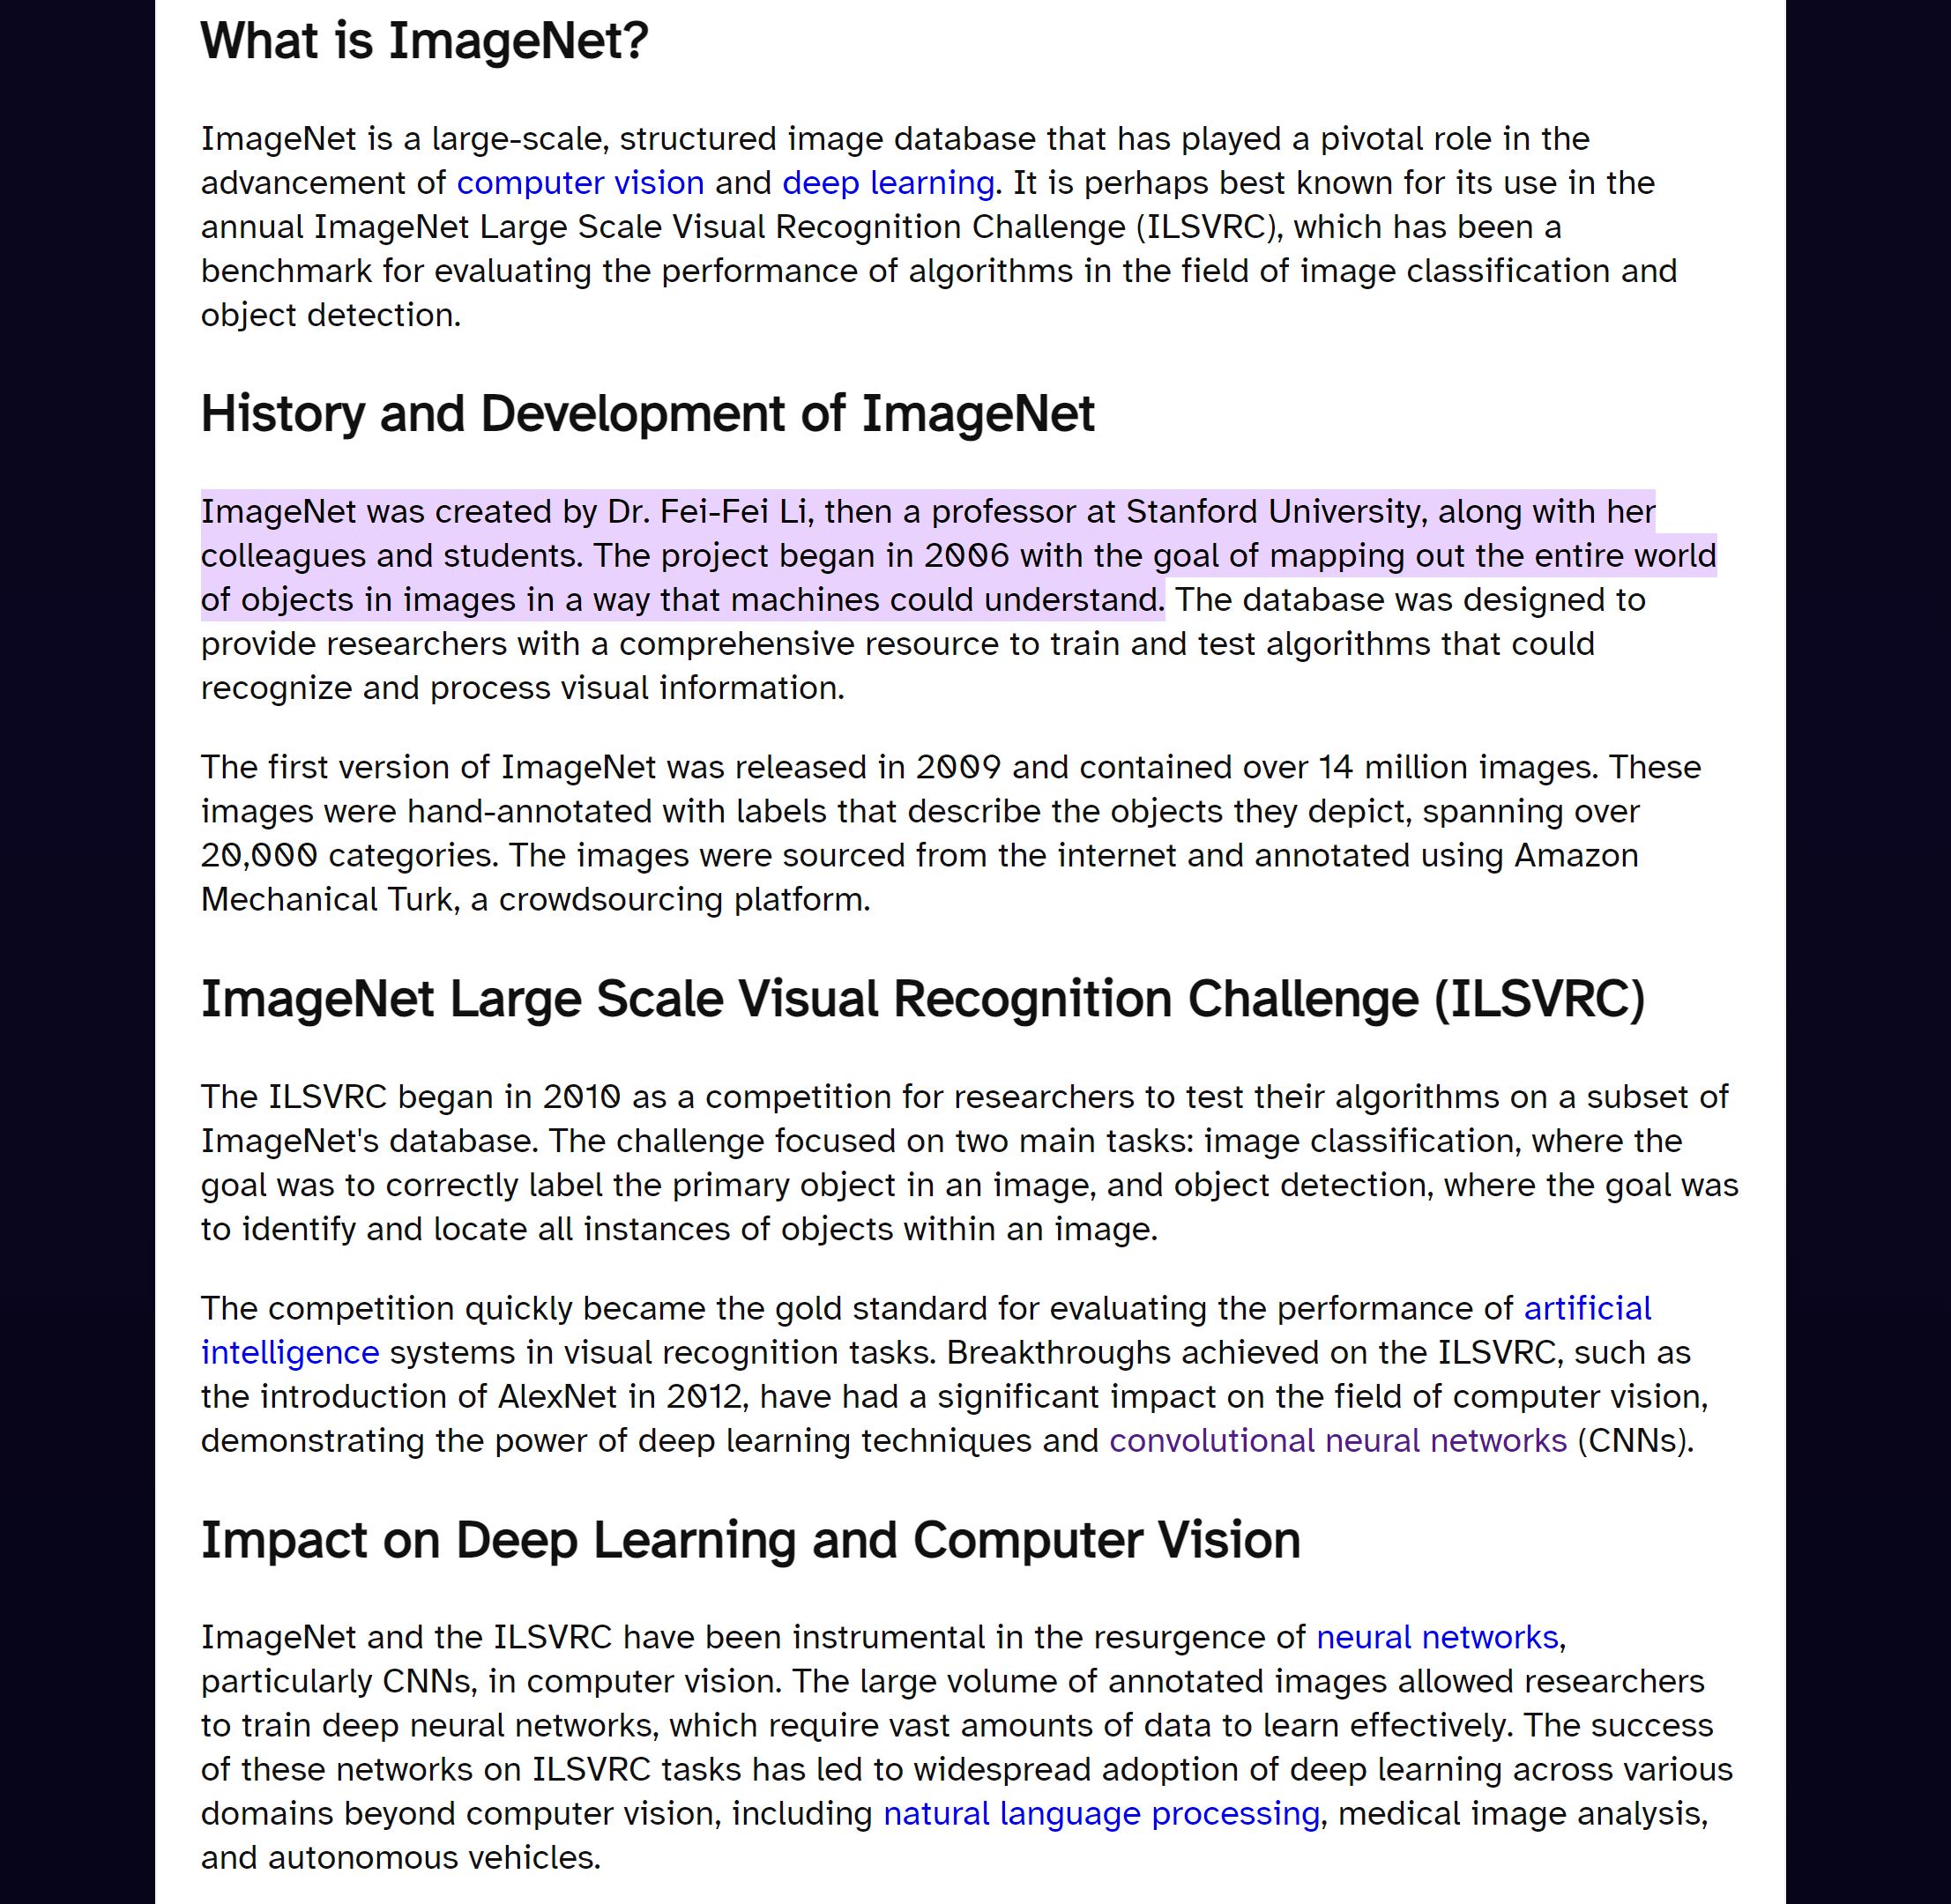 What is ImageNet?
ImageNet is a large-scale, structured image database that has played a pivotal role in the
advancement of computer vision and deep learning. It is perhaps best known for its use in the
annual ImageNet Large Scale Visual Recognition Challenge (ILSVRC), which has been a
benchmark for evaluating the performance of algorithms in the field of image classification and
object detection.
History and Development of ImageNet
ImageNet was created by Dr. Fei-Fei Li, then a professor at Stanford University, along with her
colleagues and students. The project began in 2006 with the goal of mapping out the entire world
of objects in images in a way that machines could understand. The database was designed to
provide researchers with a comprehensive resource to train and test algorithms that could
recognize and process visual information.
The first version of ImageNet was released in 2009 and contained over 14 million images. These
images were hand-annotated with labels that describe the objects they depict, spanning over
20,000 categories. The images were sourced from the internet and annotated using Amazon
Mechanical Turk, a crowdsourcing platform.
ImageNet Large Scale Visual Recognition Challenge (ILSVRC)
The ILSVRC began in 2010 as a competition for researchers to test their algorithms on a subset of
ImageNet's database. The challenge focused on two main tasks: image classification, where the
goal was to correctly label the primary object in an image, and object detection, where the goal was
to identify and locate all instances of objects within an image.
The competition quickly became the gold standard for evaluating the performance of artificial
intelligence systems in visual recognition tasks. Breakthroughs achieved on the ILSVRC, such as
the introduction of AlexNet in 2012, have had a significant impact on the field of computer vision,
demonstrating the power of deep learning techniques and convolutional neural networks (CNNs).
Impact on Deep Learning and Computer Vision
ImageNet and the ILSVRC have been instrumental in the resurgence of neural networks,
particularly CNNs, in computer vision. The large volume of annotated images allowed researchers
to train deep neural networks, which require vast amounts of data to learn effectively. The success
of these networks on ILSVRC tasks has led to widespread adoption of deep learning across various
domains beyond computer vision, including natural language processing, medical image analysis,
and autonomous vehicles.